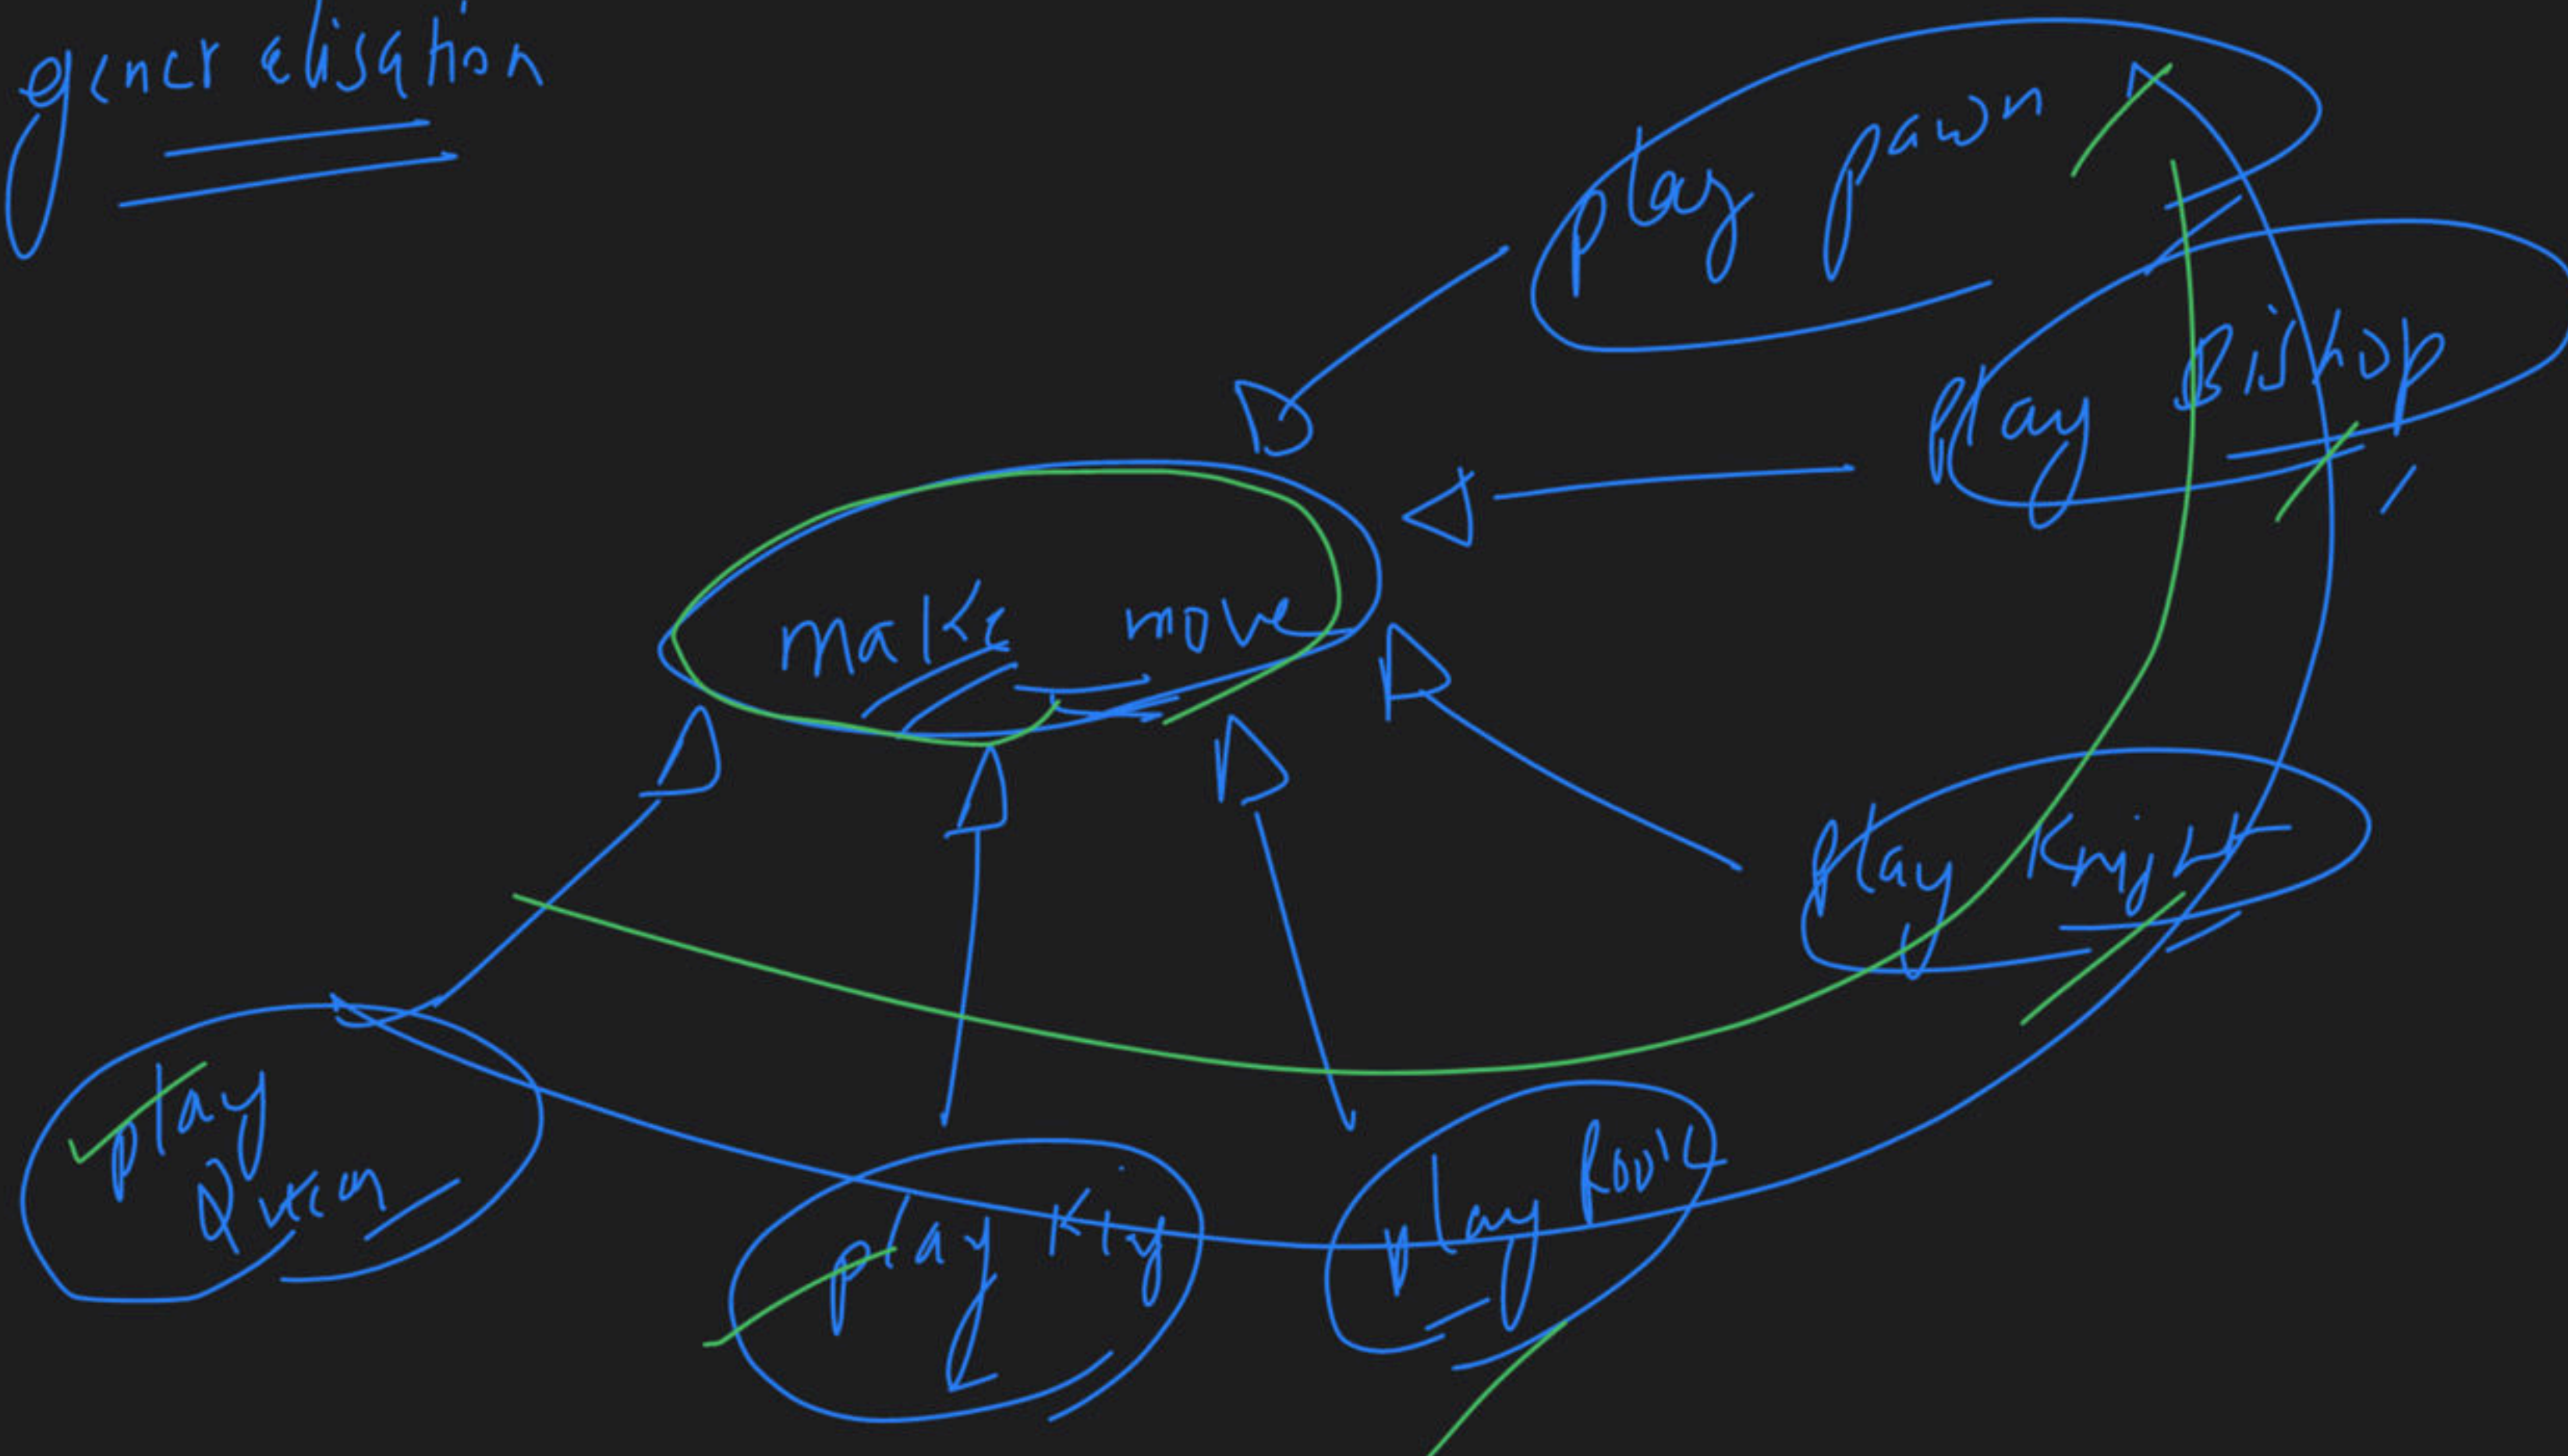 generalisation
play pawn
play Bishop
make move
play Knight
play
Queen
play King
play Rook